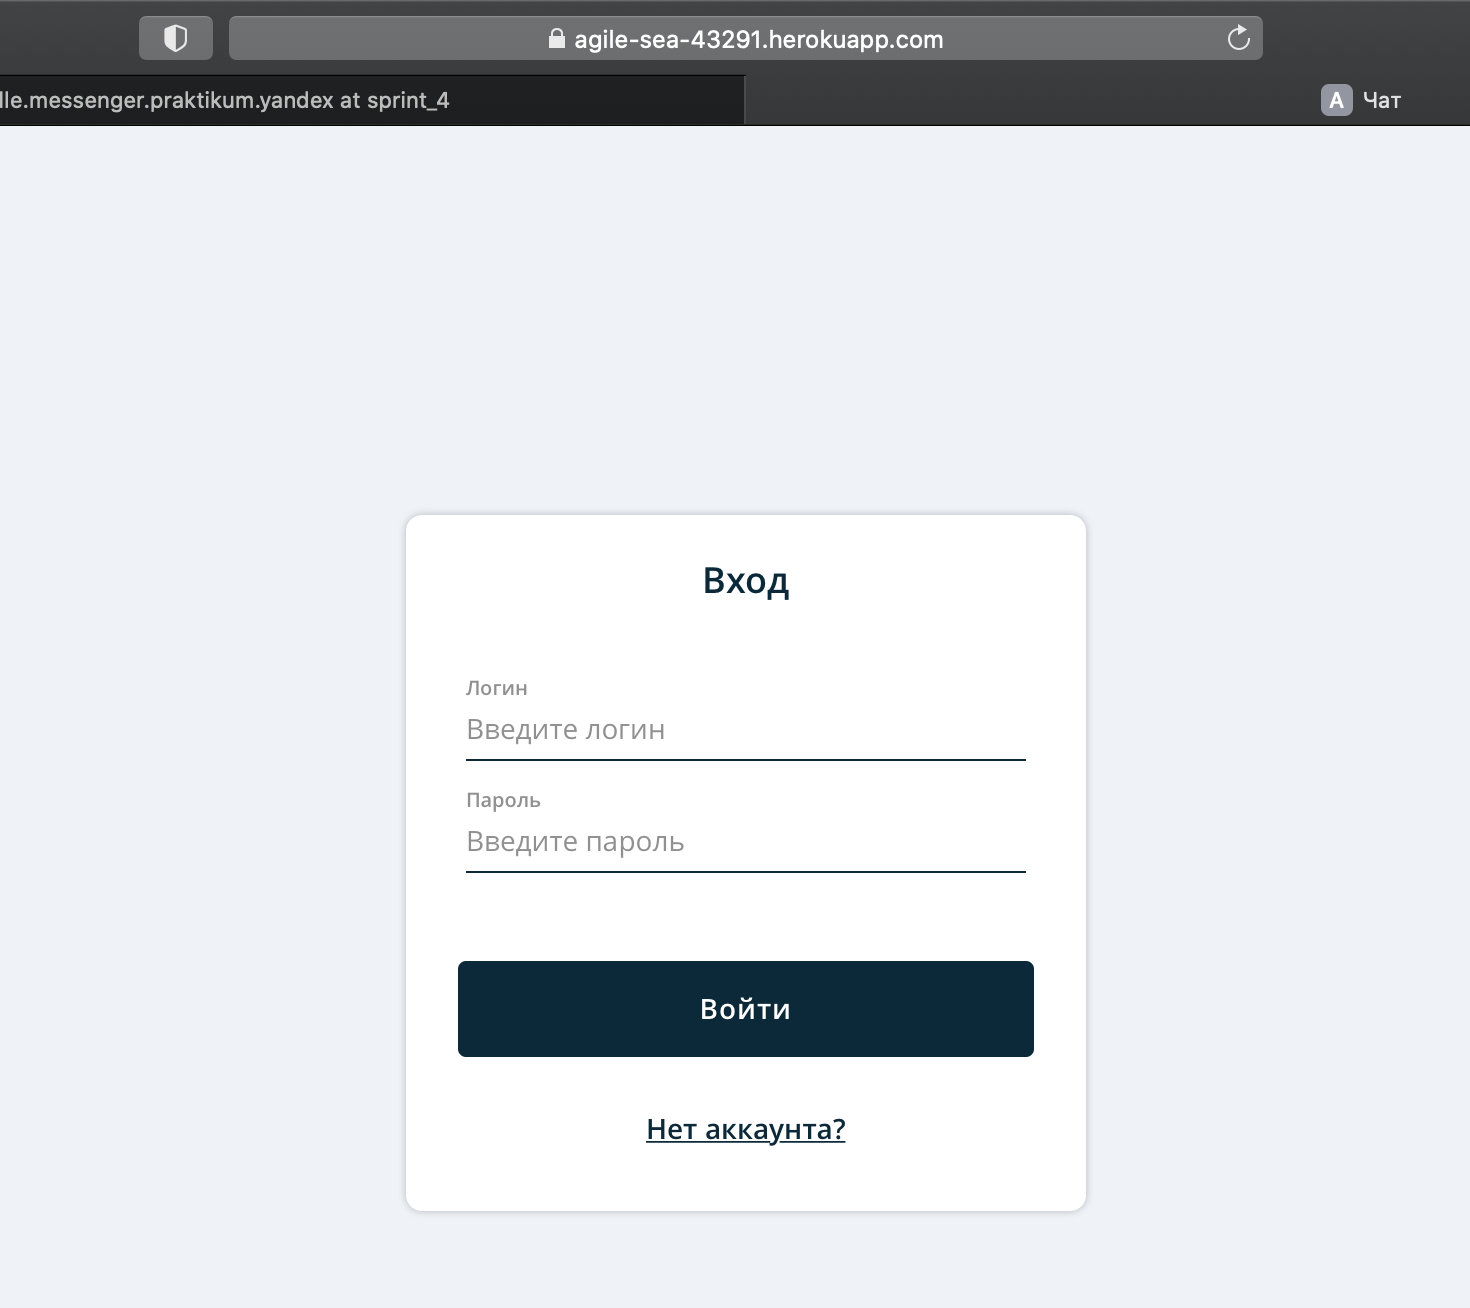 agile-sea-43291.herokuapp.com
lle.messenger.praktikum.yandex at sprint_4
A Чат
Вход
Логин
Введите логин
Пароль
Введите пароль
Войти
Нет аккаунта?